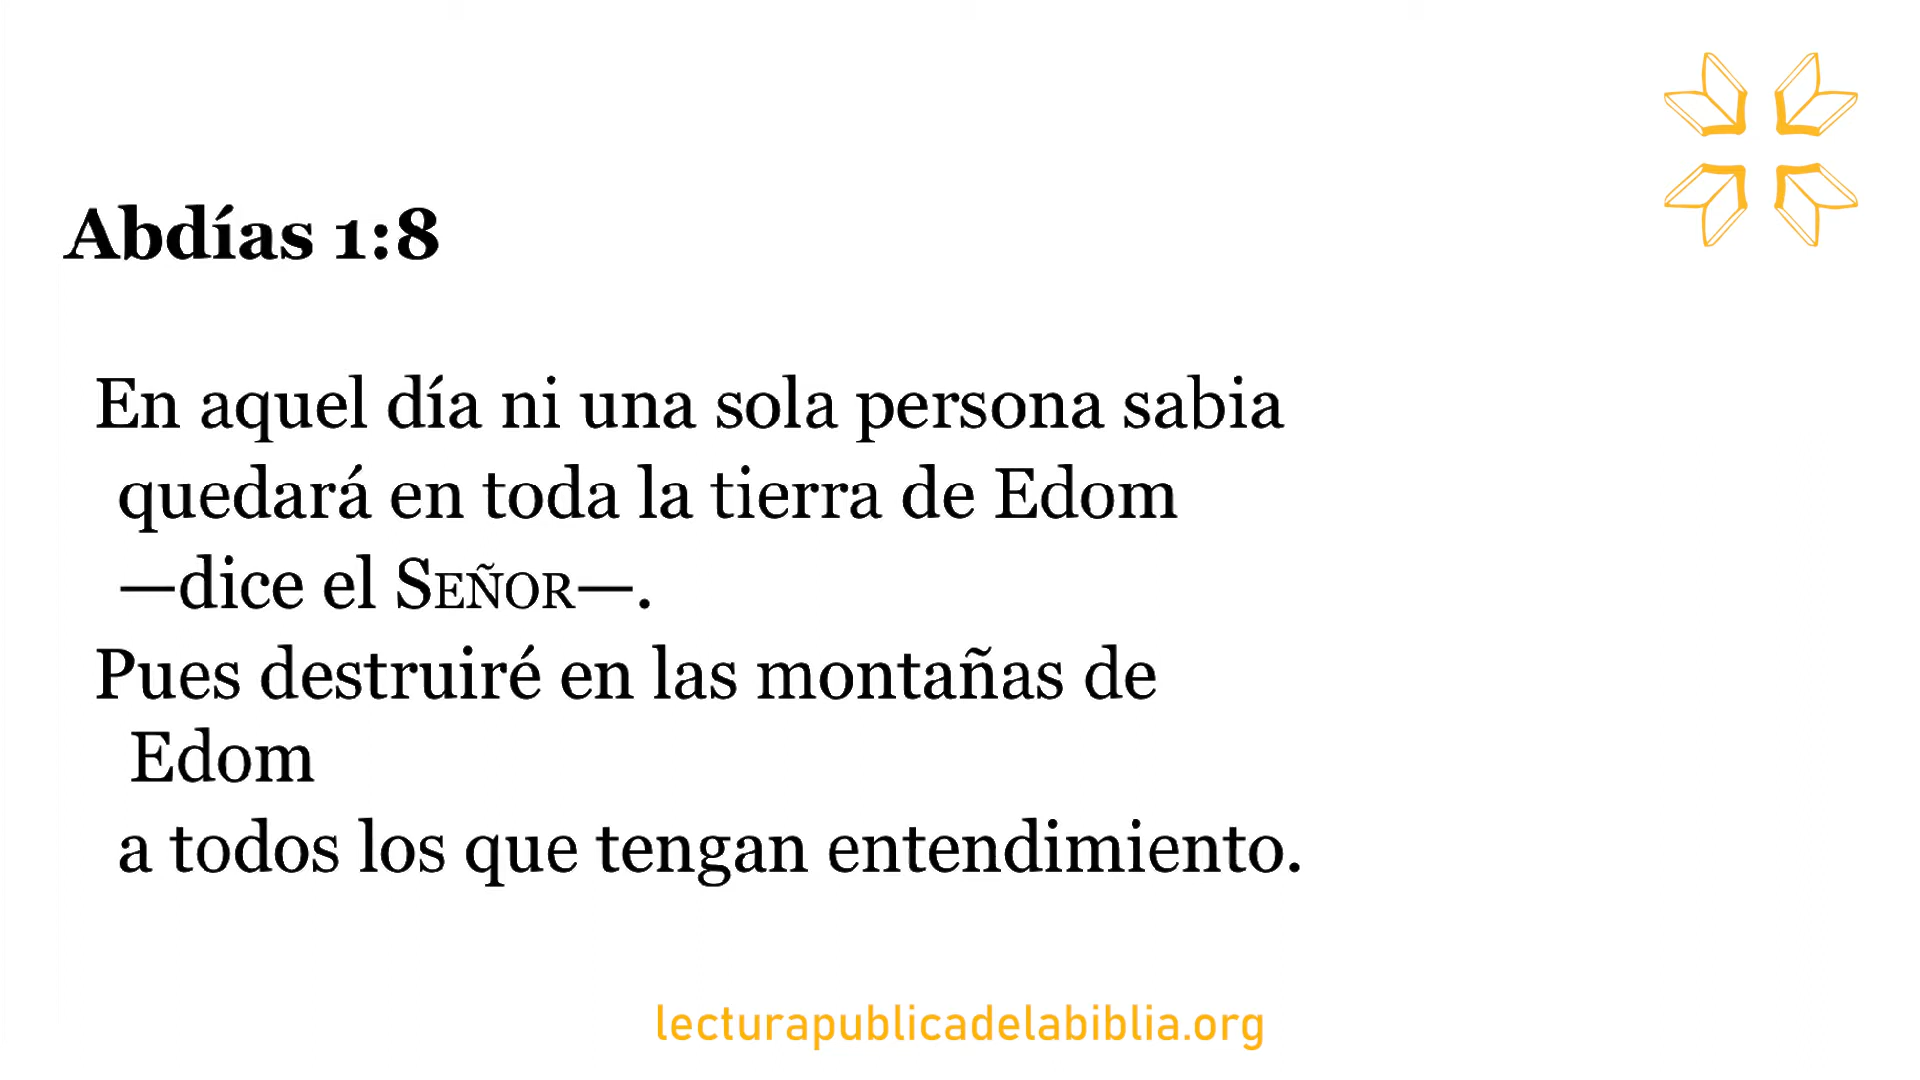 Abdías 1:8
En aquel día ni una sola persona sabia
quedará en toda la tierra de Edom
—dice el SEÑOR—.
Pues destruiré en las montañas de
Edom
a todos los que tengan entendimiento.
lecturapublicadelabiblia.org